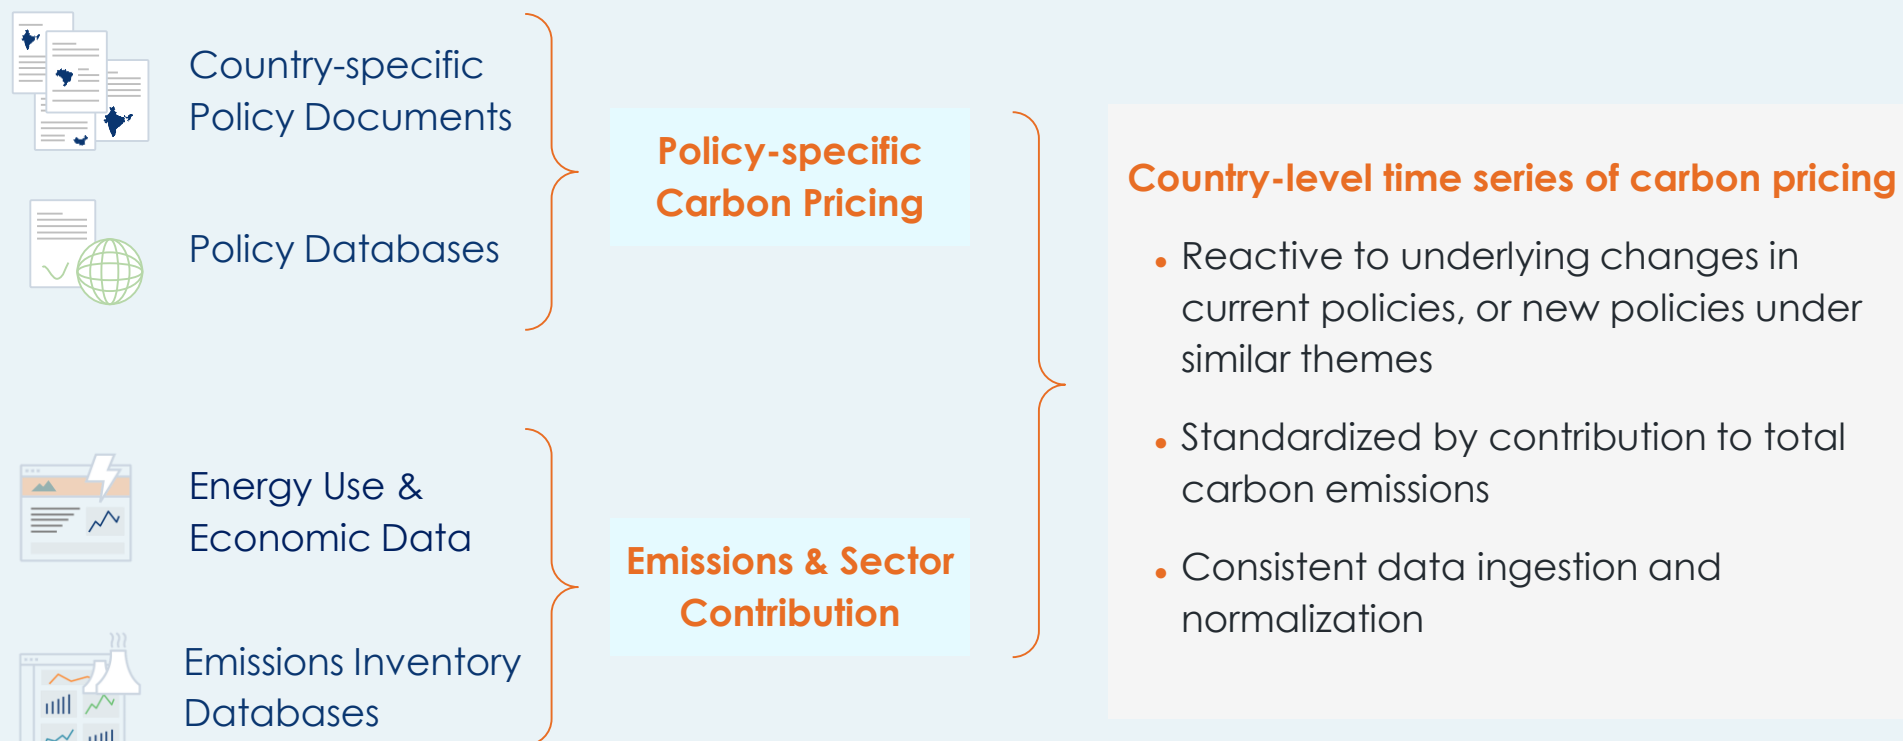 Country-specific
Policy Documents
Policy Databases
Energy Use &
Economic Data
Emissions Inventory
Databases
Policy-specific
Carbon Pricing
Emissions & Sector
Contribution
Country-level time series of carbon pricing
• Reactive to underlying changes in
current policies, or new policies under
similar themes
• Standardized by contribution to total
carbon emissions
• Consistent data ingestion and
normalization